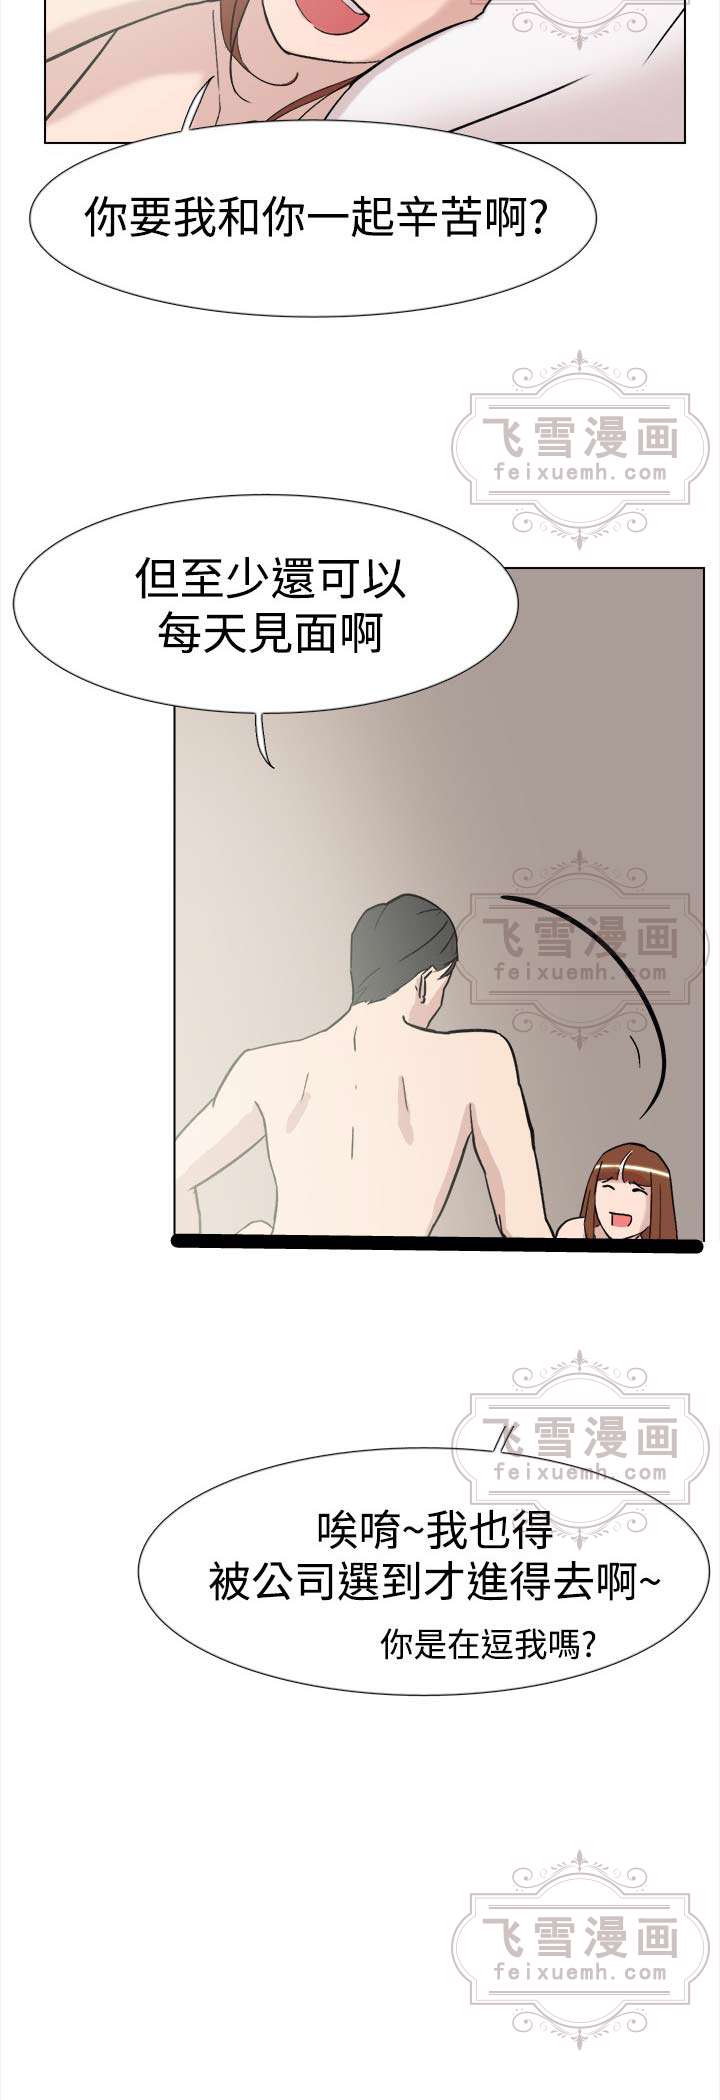 你要我和你一起辛苦啊?
飞雪漫画
feixuemh.com
但至少還可以
每天見面啊
飞雪漫画
feixuemh.com
飞雪漫画
feixuemh.com
唉唷~我也得
被公司選到才進得去啊~
你是在逗我嗎?
飞雪漫画
feixuemh.com